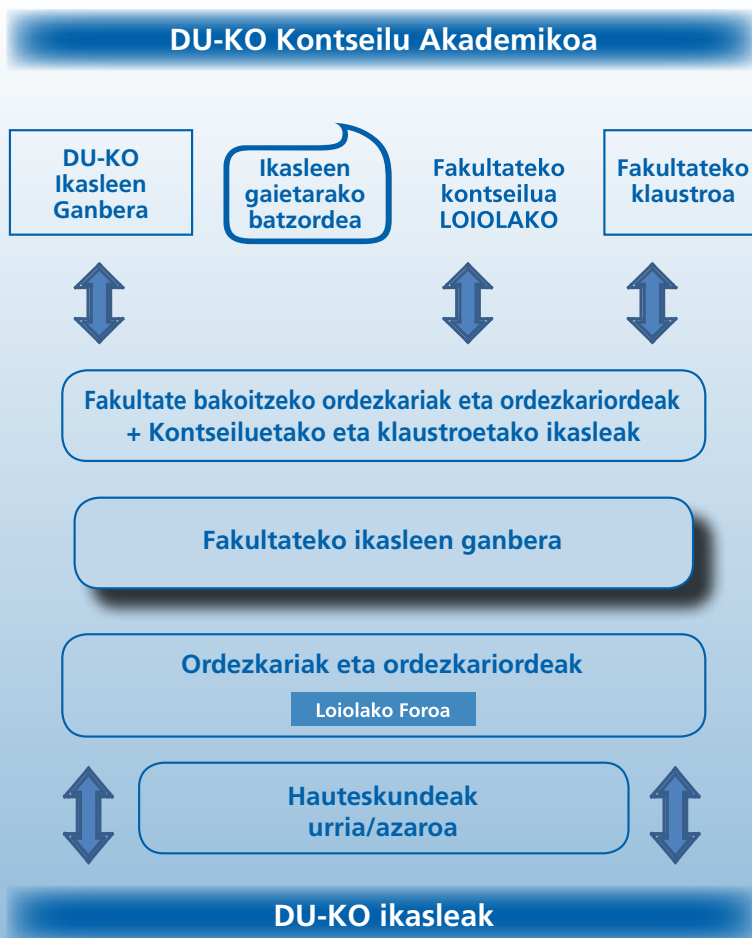 DU-KO Kontseilu Akademikoa
DU-KO
Ikasleen
Ganbera
Ikasleen
gaietarako
batzordea
Fakultateko
kontseilua
LOIOLAKO
Fakultateko
klaustroa
Fakultate bakoitzeko ordezkariak eta ordezkariordeak
+ Kontseiluetako eta klaustroetako ikasleak
Fakultateko ikasleen ganbera
Ordezkariak eta ordezkariordeak
Loiolako Foroa
Hauteskundeak
urria/azaroa
DU-KO ikasleak